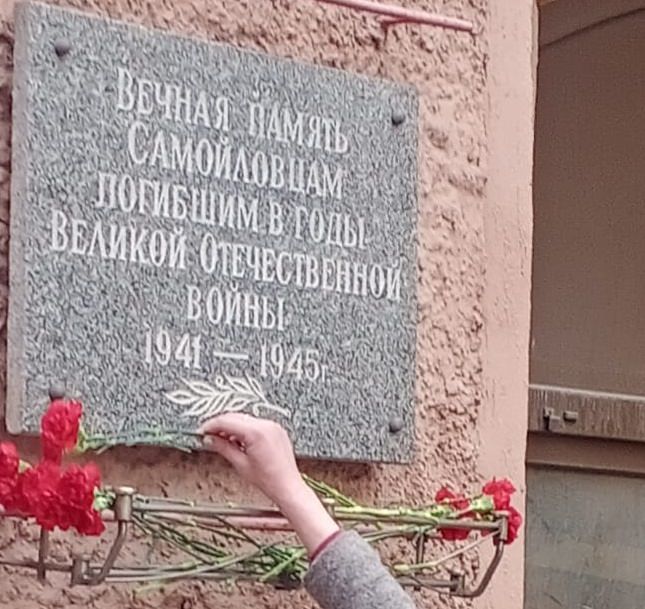 Вечная память
Самойловцам
погибшим в годы
Великой Отечественной
войны
1941 — 1945г.